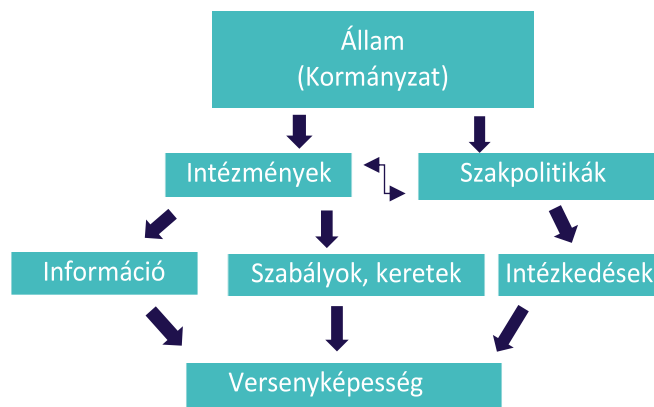 Állam
(Kormányzat)
Intézmények
Szakpolitikák
Információ
Szabályok, keretek
Intézkedések
Versenyképesség